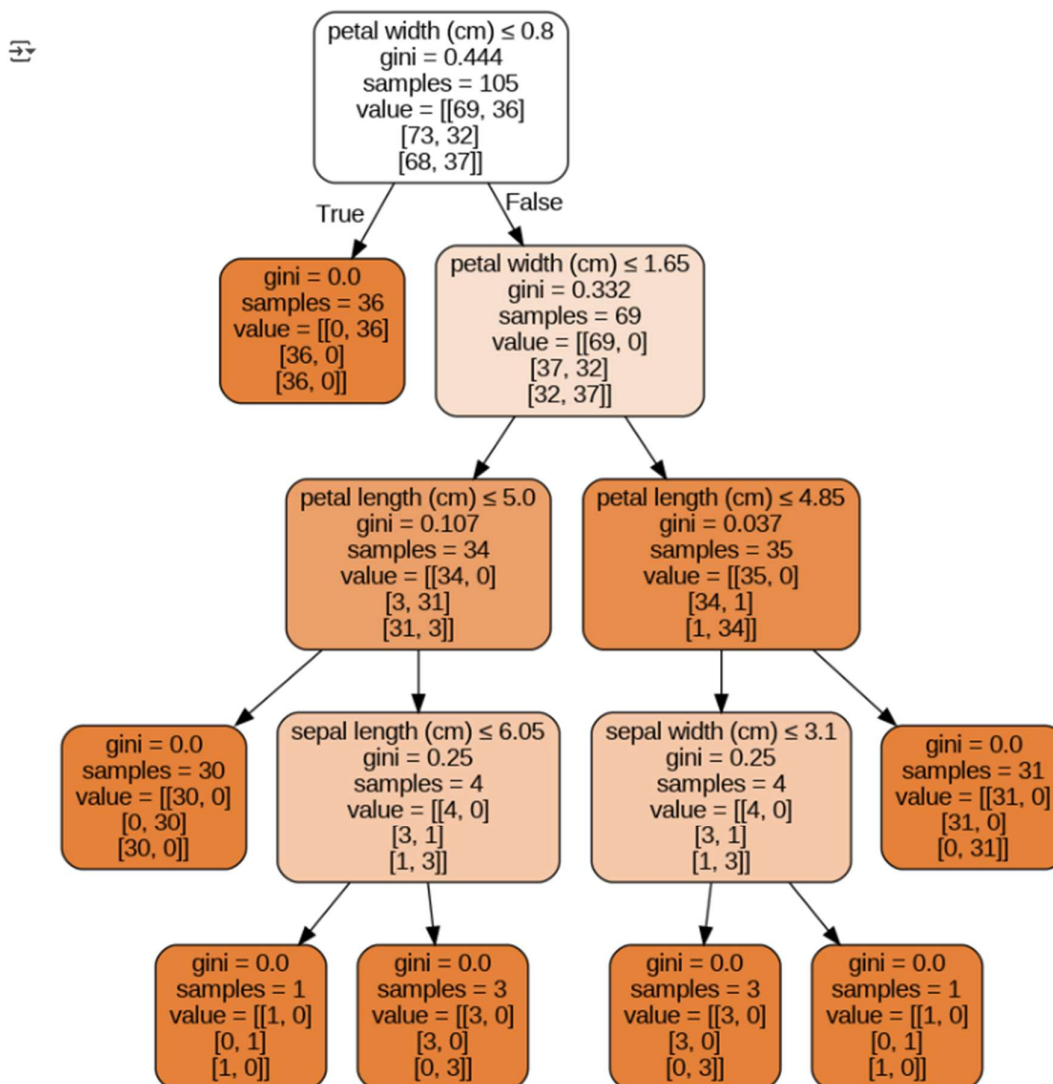 petal width (cm) ≤ 0.8
gini = 0.444
samples = 105
value = [[69, 36]
[73, 32]
[68, 37]]
True
False
gini = 0.0
samples = 36
value = [[0, 36]
[36, 0]
[36, 0]]
petal width (cm) ≤ 1.65
gini = 0.332
samples = 69
value = [[69, 0]
[37, 32]
[32, 37]]
petal length (cm) ≤ 5.0
gini = 0.107
samples = 34
value = [[34, 0]
[3, 31]
[31, 3]]
petal length (cm) ≤ 4.85
gini = 0.037
samples = 35
value = [[35, 0]
[34, 1]
[1, 34]]
gini = 0.0
samples = 30
value = [[30, 0]
[0, 30]
[30, 0]]
sepal length (cm) ≤ 6.05
gini = 0.25
samples = 4
value = [[4, 0]
[3, 1]
[1, 3]]
sepal width (cm) ≤ 3.1
gini = 0.25
samples = 4
value = [[4, 0]
[3, 1]
[1, 3]]
gini = 0.0
samples = 31
value = [[31, 0]
[31, 0]
[0, 31]]
gini = 0.0
samples = 1
value = [[1, 0]
[0, 1]
[1, 0]]
gini = 0.0
samples = 3
value = [[3, 0]
[3, 0]
[0, 3]]
gini = 0.0
samples = 3
value = [[3, 0]
[3, 0]
[0, 3]]
gini = 0.0
samples = 1
value = [[1, 0]
[0, 1]
[1, 0]]